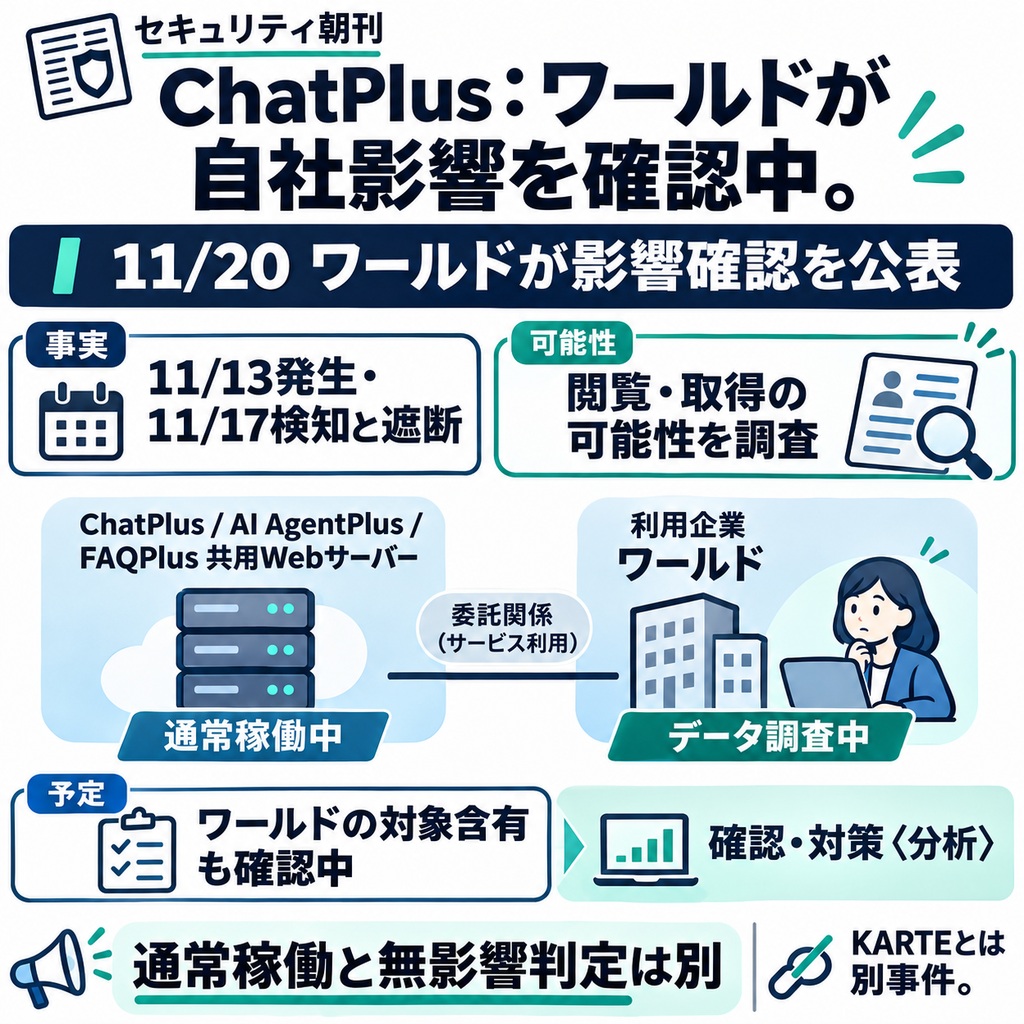 セキュリティ朝刊
ChatPlus：ワールドが
自社影響を確認中。
11/20 ワールドが影響確認を公表
事実
11/13発生・
11/17検知と遮断
可能性
閲覧・取得の
可能性を調査
ChatPlus / AI AgentPlus /
FAQPlus 共用Webサーバー
通常稼働中
委託関係
（サービス利用）
利用企業
ワールド
データ調査中
予定
ワールドの対象含有
も確認中
確認・対策〈分析〉
通常稼働と無影響判定は別
KARTEとは
別事件。